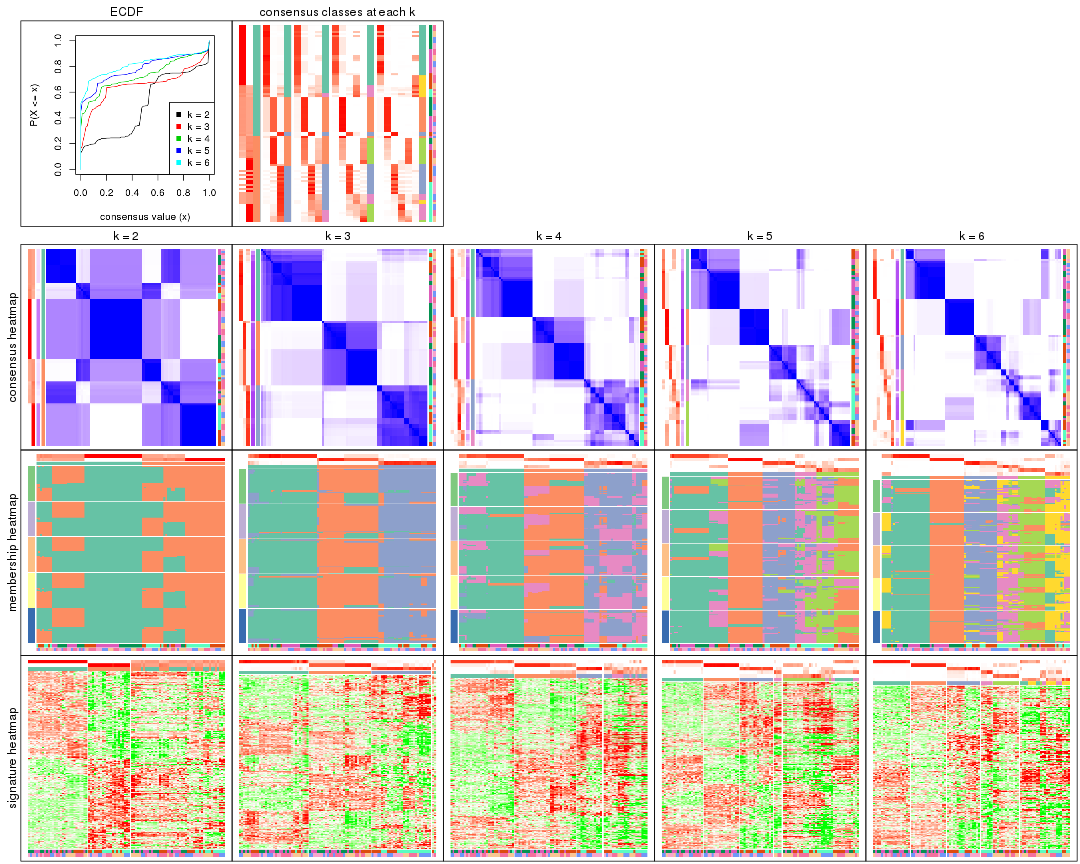 ECDF
consensus classes at each k
P(X <= x)
0.0 0.2 0.4 0.6 0.8 1.0
k = 2
k = 3
k = 4
k = 5
k = 6
0.0 0.2 0.4 0.6 0.8 1.0
consensus value (x)
k = 2
k = 3
k = 4
k = 5
k = 6
consensus heatmap
membership heatmap
signature heatmap